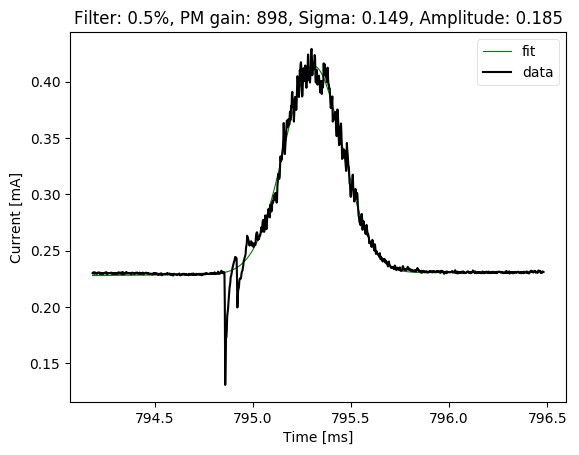 Filter: 0.5%, PM gain: 898, Sigma: 0.149, Amplitude: 0.185
fit
data
0.40
0.35
0.30
0.25
0.20
0.15
Current [mA]
794.5 795.0 795.5 796.0 796.5
Time [ms]